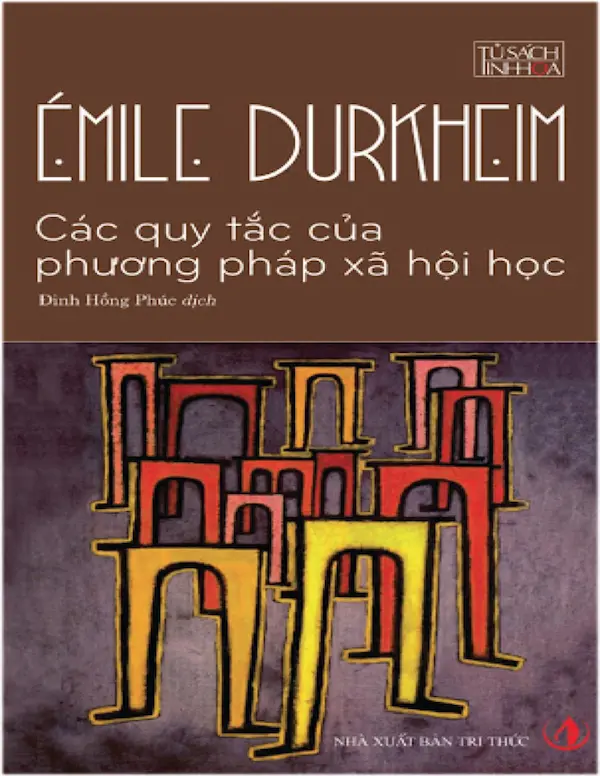 TỦ SÁCH
TINH HOA
ÉMILE DURKHEIM
Các quy tắc của
phương pháp xã hội học
Đinh Hồng Phúc dịch
NHÀ XUẤT BẢN TRI THỨC